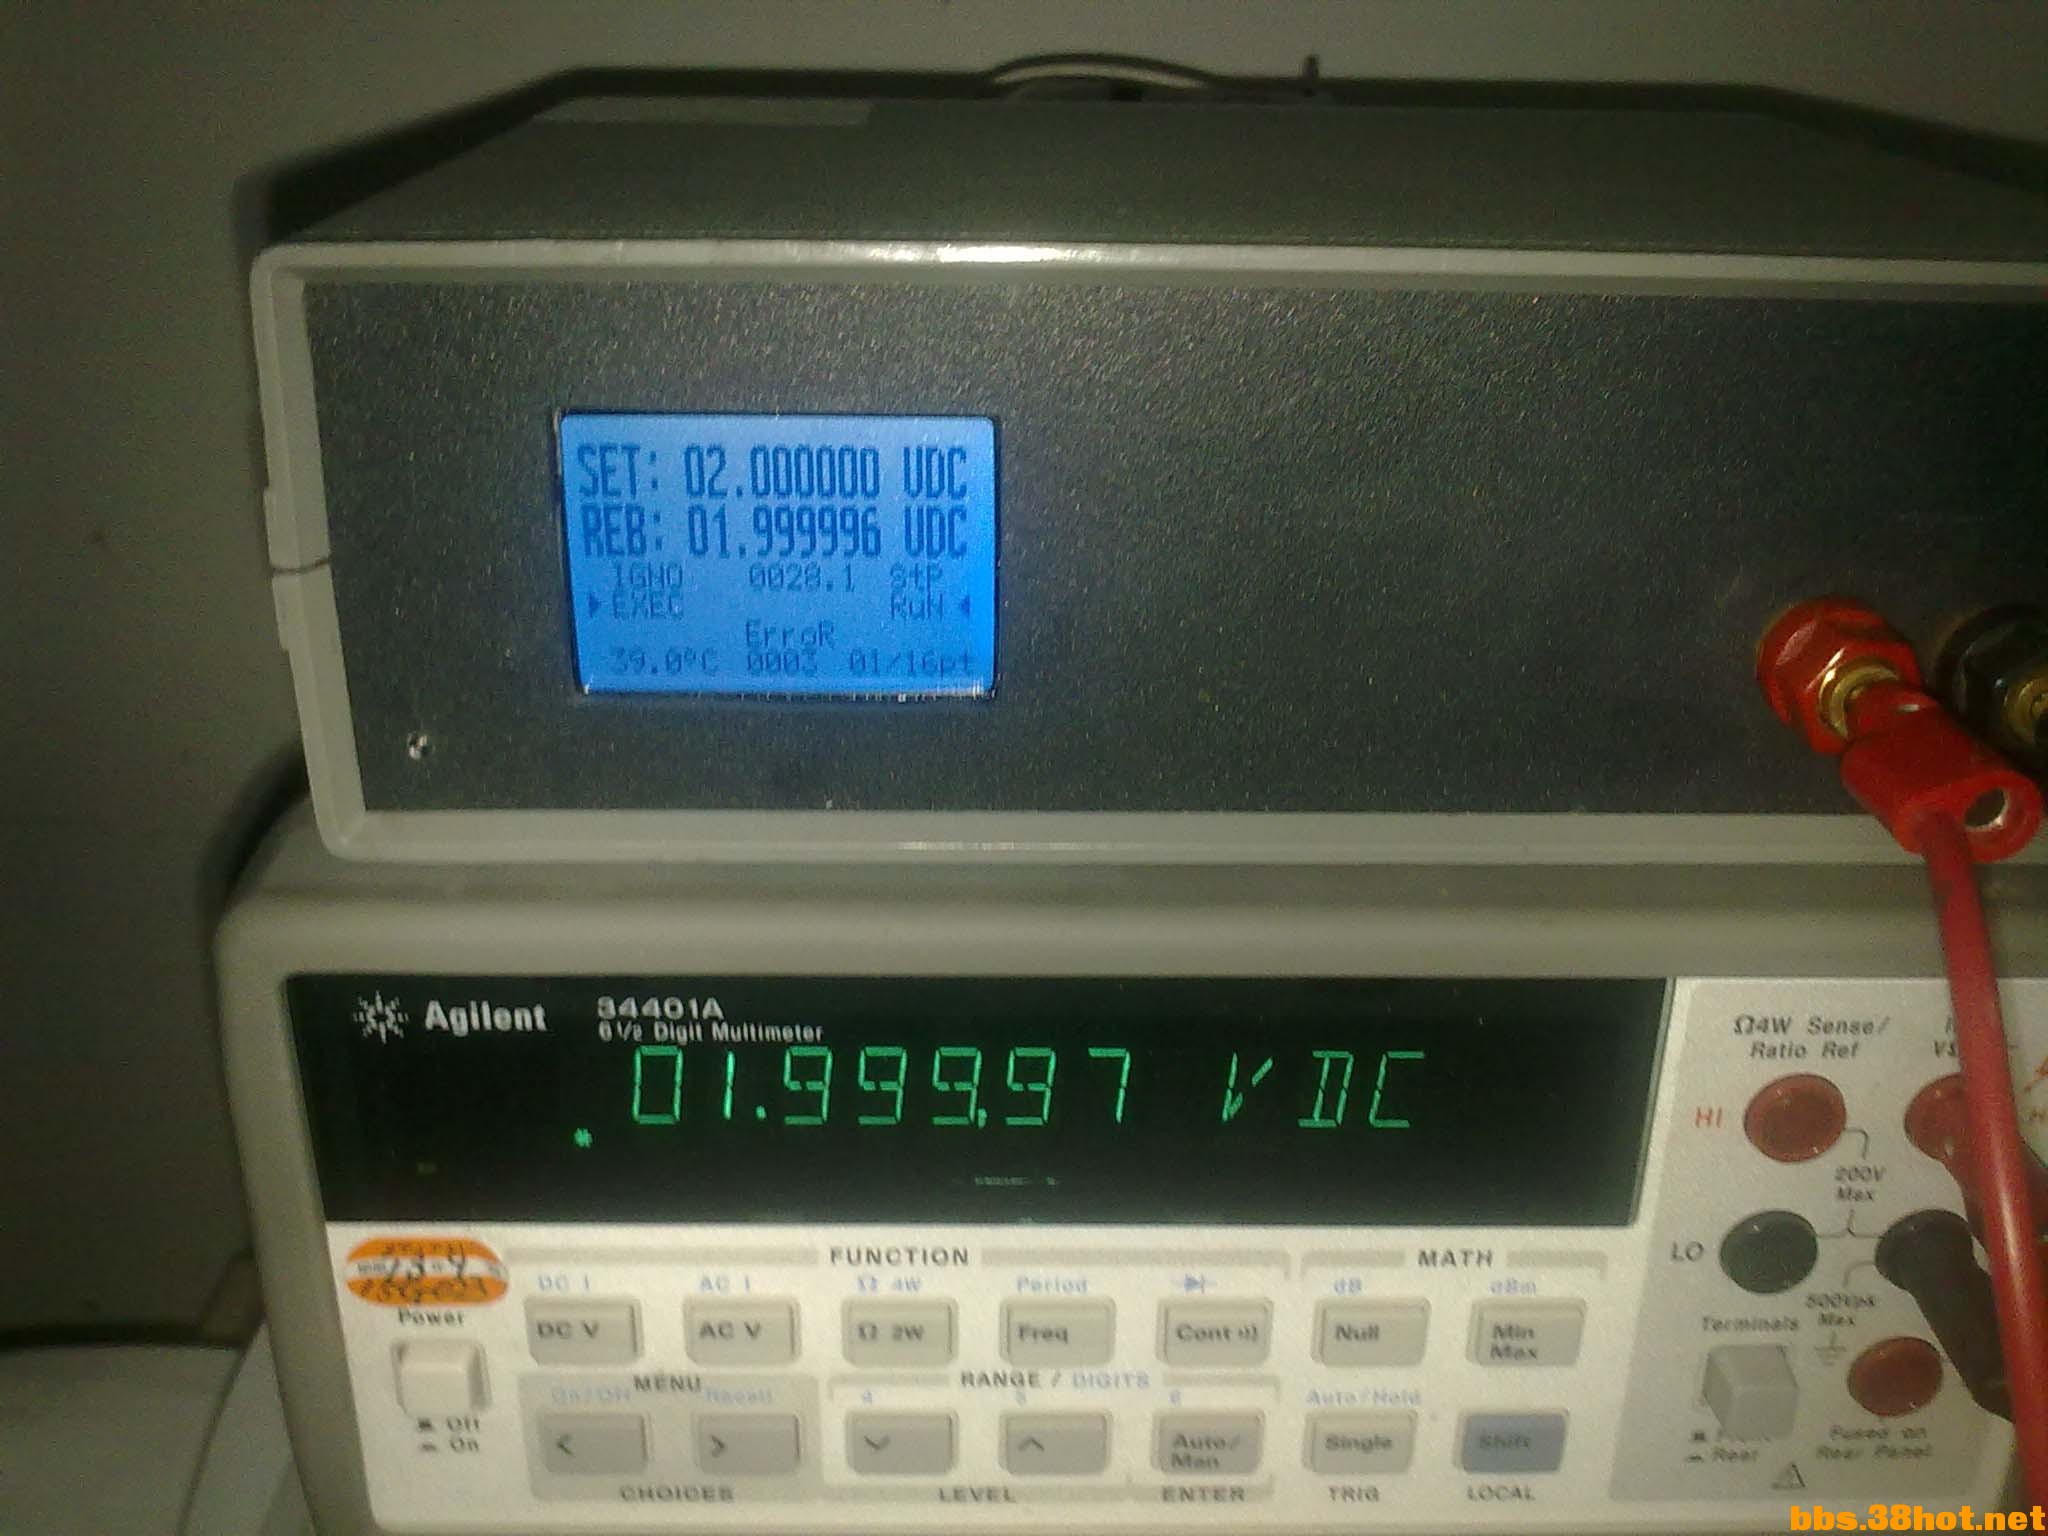 SET: 02.000000 VDC
REB: 01.999996 VDC
IGNO 0028.1 StP
EXEC RuN
ErroR
39.0°C 0003 01/16pt
Agilent 34401A
6½ Digit Multimeter
01.999,97 VDC
Ω4W Sense/
Ratio Ref
HI
200V
Max
LO
500Vpk
Max
FUNCTION MATH
DC I AC I Ω 4W Period dB dBm
Power
DC V AC V Ω 2W Freq Cont Null Min
Max
Terminals
MENU RANGE / DIGITS
On/Off Recall 4 5 6 Auto/Hold
Off
On
< > Auto/
Man Single Shift
Rear
Fused on
Rear Panel
CHOICES LEVEL ENTER TRIG LOCAL
bbs.38hot.net